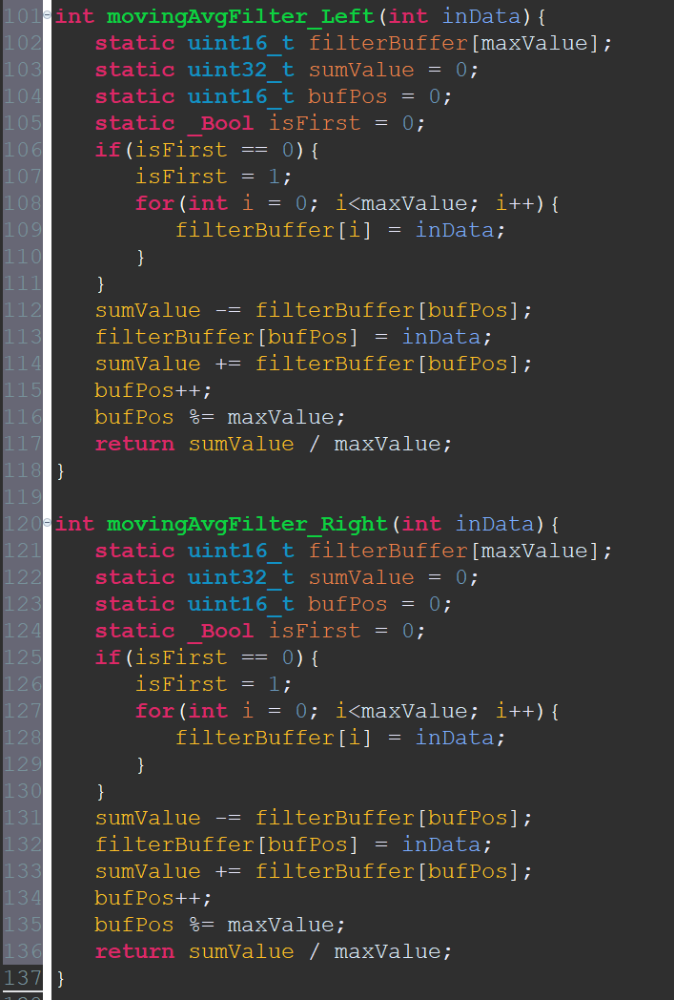 101 int movingAvgFilter_Left(int inData){
102 static uint16_t filterBuffer[maxValue];
103 static uint32_t sumValue = 0;
104 static uint16_t bufPos = 0;
105 static _Bool isFirst = 0;
106 if(isFirst == 0){
107 isFirst = 1;
108 for(int i = 0; i<maxValue; i++){
109 filterBuffer[i] = inData;
110 }
111 }
112 sumValue -= filterBuffer[bufPos];
113 filterBuffer[bufPos] = inData;
114 sumValue += filterBuffer[bufPos];
115 bufPos++;
116 bufPos %= maxValue;
117 return sumValue / maxValue;
118 }
119
120 int movingAvgFilter_Right(int inData){
121 static uint16_t filterBuffer[maxValue];
122 static uint32_t sumValue = 0;
123 static uint16_t bufPos = 0;
124 static _Bool isFirst = 0;
125 if(isFirst == 0){
126 isFirst = 1;
127 for(int i = 0; i<maxValue; i++){
128 filterBuffer[i] = inData;
129 }
130 }
131 sumValue -= filterBuffer[bufPos];
132 filterBuffer[bufPos] = inData;
133 sumValue += filterBuffer[bufPos];
134 bufPos++;
135 bufPos %= maxValue;
136 return sumValue / maxValue;
137 }